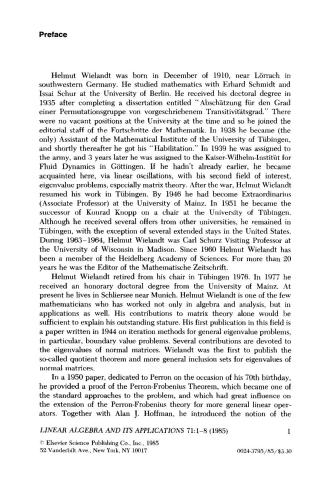 Preface
Helmut Wielandt was born in December of 1910, near Lörrach in
southwestern Germany. He studied mathematics with Erhard Schmidt and
Issai Schur at the University of Berlin. He received his doctoral degree in
1935 after completing a dissertation entitled "Abschätzung für den Grad
einer Permutationsgruppe von vorgeschriebenem Transitivitätsgrad." There
were no vacant positions at the University at the time and so he joined the
editorial staff of the Fortschritte der Mathematik. In 1938 he became (the
only) Assistant of the Mathematical Institute of the University of Tübingen,
and shortly thereafter he got his "Habilitation." In 1939 he was assigned to
the army, and 3 years later he was assigned to the Kaiser-Wilhelm-Institut for
Fluid Dynamics in Göttingen. If he hadn't already earlier, he became
acquainted here, via linear oscillations, with his second field of interest,
eigenvalue problems, especially matrix theory. After the war, Helmut Wielandt
resumed his work in Tübingen. By 1946 he had become Extraordinarius
(Associate Professor) at the University of Mainz. In 1951 he became the
successor of Konrad Knopp on a chair at the University of Tübingen.
Although he received several offers from other universities, he remained in
Tübingen, with the exception of several extended stays in the United States.
During 1963–1964, Helmut Wielandt was Carl Schurz Visiting Professor at
the University of Wisconsin in Madison. Since 1960 Helmut Wielandt has
been a member of the Heidelberg Academy of Sciences. For more than 20
years he was the Editor of the Mathematische Zeitschrift.
Helmut Wielandt retired from his chair in Tübingen 1976. In 1977 he
received an honorary doctoral degree from the University of Mainz. At
present he lives in Schliersee near Munich. Helmut Wielandt is one of the few
mathematicians who has worked not only in algebra and analysis, but in
applications as well. His contributions to matrix theory alone would be
sufficient to explain his outstanding stature. His first publication in this field is
a paper written in 1944 on iteration methods for general eigenvalue problems,
in particular, boundary value problems. Several contributions are devoted to
the eigenvalues of normal matrices. Wielandt was the first to publish the
so-called quotient theorem and more general inclusion sets for eigenvalues of
normal matrices.
In a 1950 paper, dedicated to Perron on the occasion of his 70th birthday,
he provided a proof of the Perron-Frobenius Theorem, which became one of
the standard approaches to the problem, and which had great influence on
the extension of the Perron-Frobenius theory for more general linear oper-
ators. Together with Alan J. Hoffman, he introduced the notion of the
LINEAR ALGEBRA AND ITS APPLICATIONS 71:1–8 (1985) 1
© Elsevier Science Publishing Co., Inc., 1985
52 Vanderbilt Ave., New York, NY 10017 0024-3795/85/$3.30